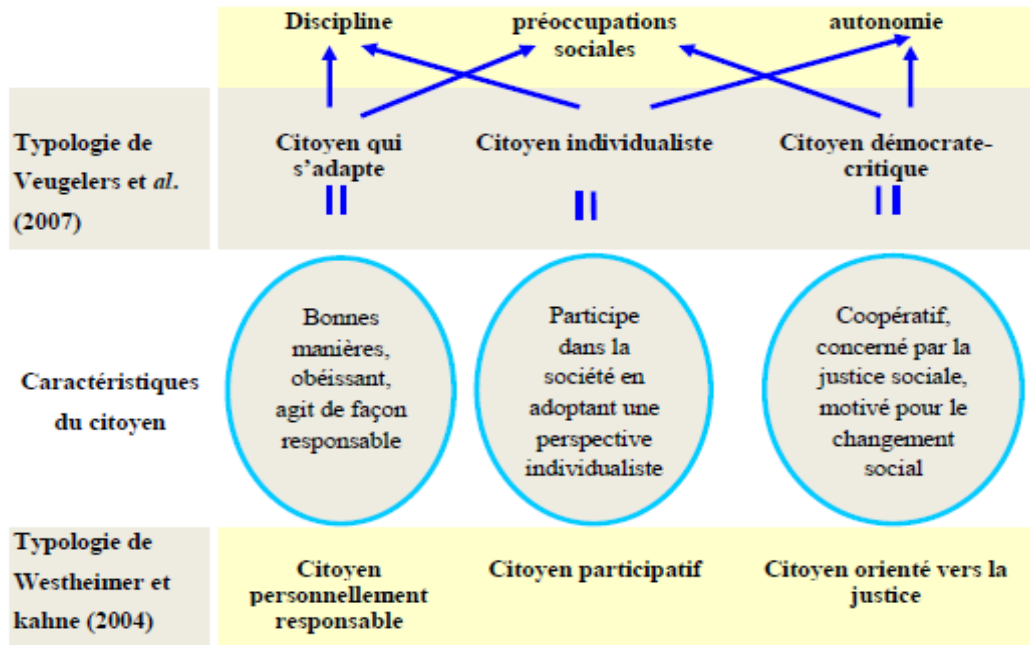 Discipline
préoccupations
sociales
autonomie
Typologie de
Veugelers et al.
(2007)
Citoyen qui
s’adapte
Citoyen individualiste
Citoyen démocrate-
critique
Caractéristiques
du citoyen
Bonnes
manières,
obéissant,
agit de façon
responsable
Participe
dans la
société en
adoptant une
perspective
individualiste
Coopératif,
concerné par la
justice sociale,
motivé pour le
changement
social
Typologie de
Westheimer et
kahne (2004)
Citoyen
personnellement
responsable
Citoyen participatif
Citoyen orienté vers la
justice